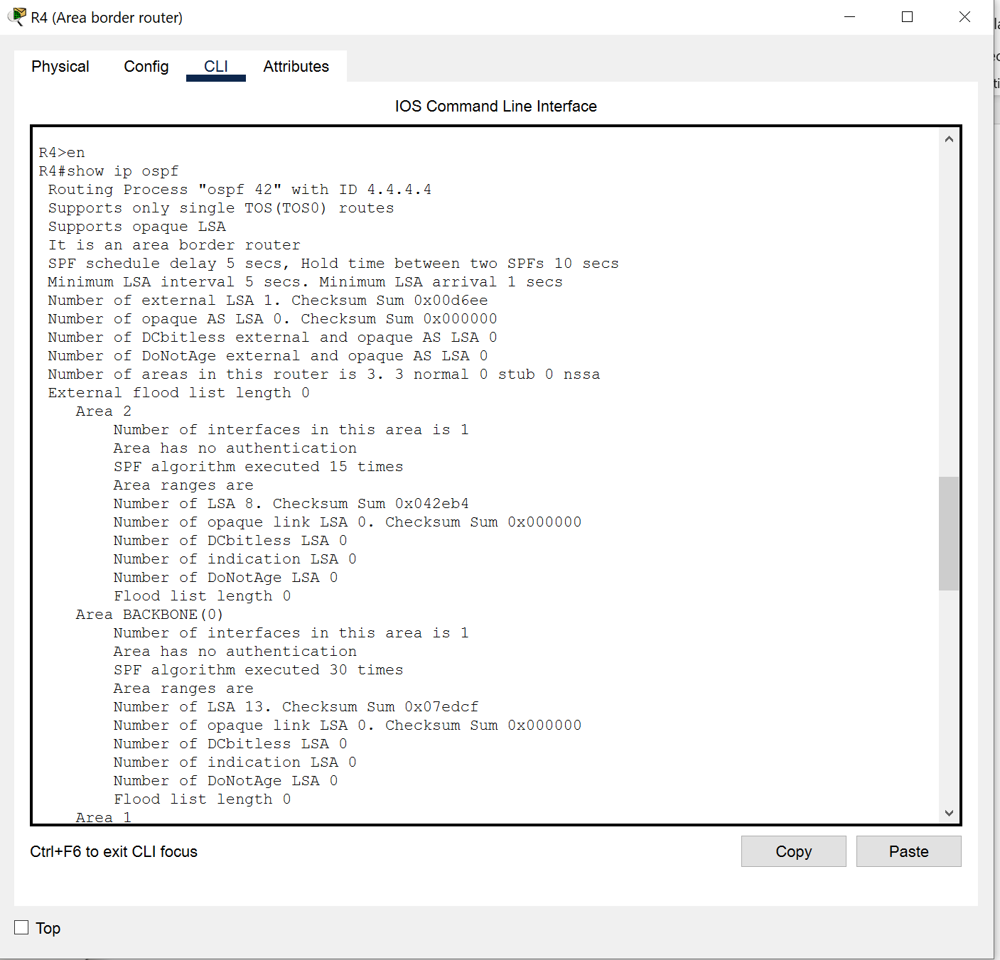 R4 (Area border router)
Physical Config CLI Attributes
IOS Command Line Interface
R4>en
R4#show ip ospf
Routing Process "ospf 42" with ID 4.4.4.4
Supports only single TOS(TOS0) routes
Supports opaque LSA
It is an area border router
SPF schedule delay 5 secs, Hold time between two SPFs 10 secs
Minimum LSA interval 5 secs. Minimum LSA arrival 1 secs
Number of external LSA 1. Checksum Sum 0x00d6ee
Number of opaque AS LSA 0. Checksum Sum 0x000000
Number of DCbitless external and opaque AS LSA 0
Number of DoNotAge external and opaque AS LSA 0
Number of areas in this router is 3. 3 normal 0 stub 0 nssa
External flood list length 0
Area 2
Number of interfaces in this area is 1
Area has no authentication
SPF algorithm executed 15 times
Area ranges are
Number of LSA 8. Checksum Sum 0x042eb4
Number of opaque link LSA 0. Checksum Sum 0x000000
Number of DCbitless LSA 0
Number of indication LSA 0
Number of DoNotAge LSA 0
Flood list length 0
Area BACKBONE(0)
Number of interfaces in this area is 1
Area has no authentication
SPF algorithm executed 30 times
Area ranges are
Number of LSA 13. Checksum Sum 0x07edcf
Number of opaque link LSA 0. Checksum Sum 0x000000
Number of DCbitless LSA 0
Number of indication LSA 0
Number of DoNotAge LSA 0
Flood list length 0
Area 1
Ctrl+F6 to exit CLI focus
Copy Paste
Top